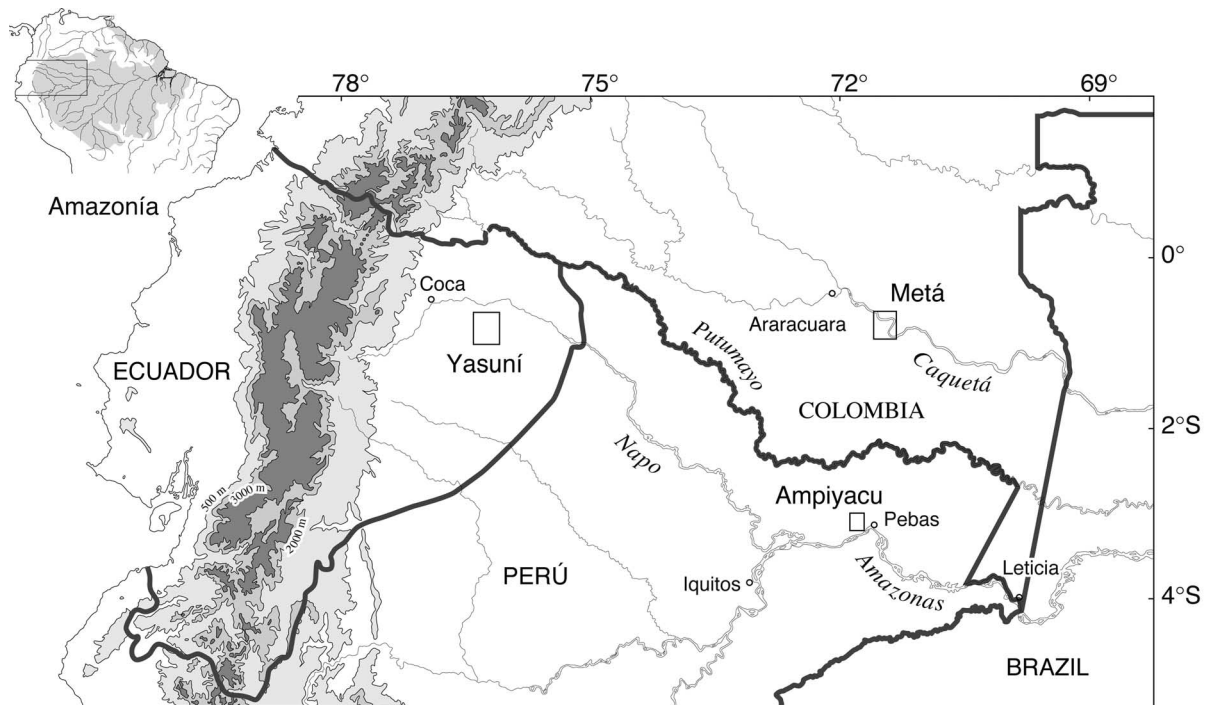 78°
75°
72°
69°
Amazonía
0°
Coca
Metá
Araracuara
Putumayo
Caquetá
ECUADOR
Yasuní
COLOMBIA
2°S
Napo
500 m
3000 m
2000 m
Ampiyacu
Pebas
PERÚ
Iquitos
Amazonas
Leticia
4°S
BRAZIL